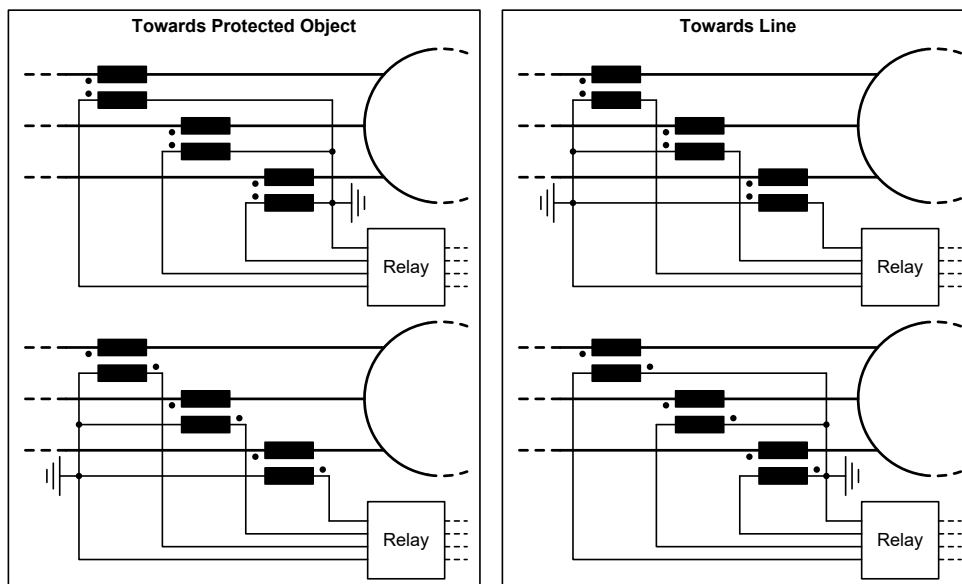 Towards Protected Object
Towards Line
Relay
Relay
Relay
Relay